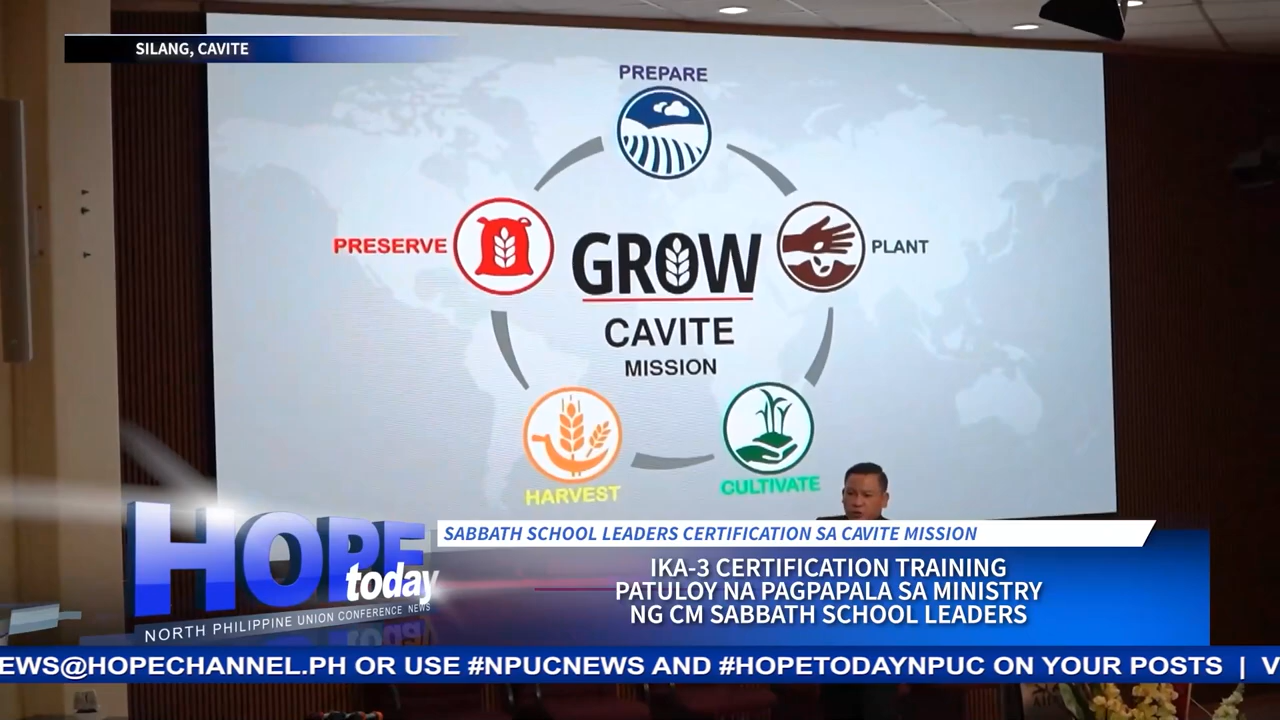 SILANG, CAVITE
PREPARE
PRESERVE
PLANT
GROW
CAVITE
MISSION
HARVEST
CULTIVATE
HOPE
today
NORTH PHILIPPINE UNION CONFERENCE NEWS
SABBATH SCHOOL LEADERS CERTIFICATION SA CAVITE MISSION
IKA-3 CERTIFICATION TRAINING
PATULOY NA PAGPAPALA SA MINISTRY
NG CM SABBATH SCHOOL LEADERS
EWS@HOPECHANNEL.PH OR USE #NPUCNEWS AND #HOPETODAYNPUC ON YOUR POSTS | V